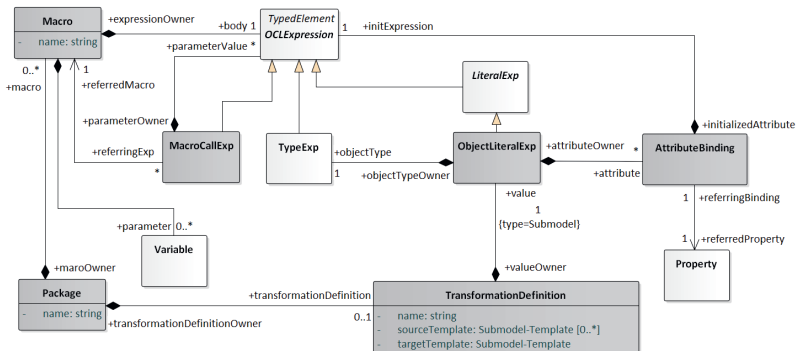 Macro
- name: string
+expressionOwner
+body 1
TypedElement
OCLExpression
1 +initExpression
+parameterValue *
0..*
+macro
1
+referredMacro
LiteralExp
+parameterOwner
+initializedAttribute
+referringExp
*
MacroCallExp
TypeExp
+objectType
1
+objectTypeOwner
ObjectLiteralExp
+attributeOwner
*
+attribute
AttributeBinding
+value
1
{type=Submodel}
1 +referringBinding
+parameter 0..*
Variable
1 +referredProperty
Property
+maroOwner
+valueOwner
Package
- name: string
+transformationDefinition
0..1
+transformationDefinitionOwner
TransformationDefinition
- name: string
- sourceTemplate: Submodel-Template [0..*]
- targetTemplate: Submodel-Template